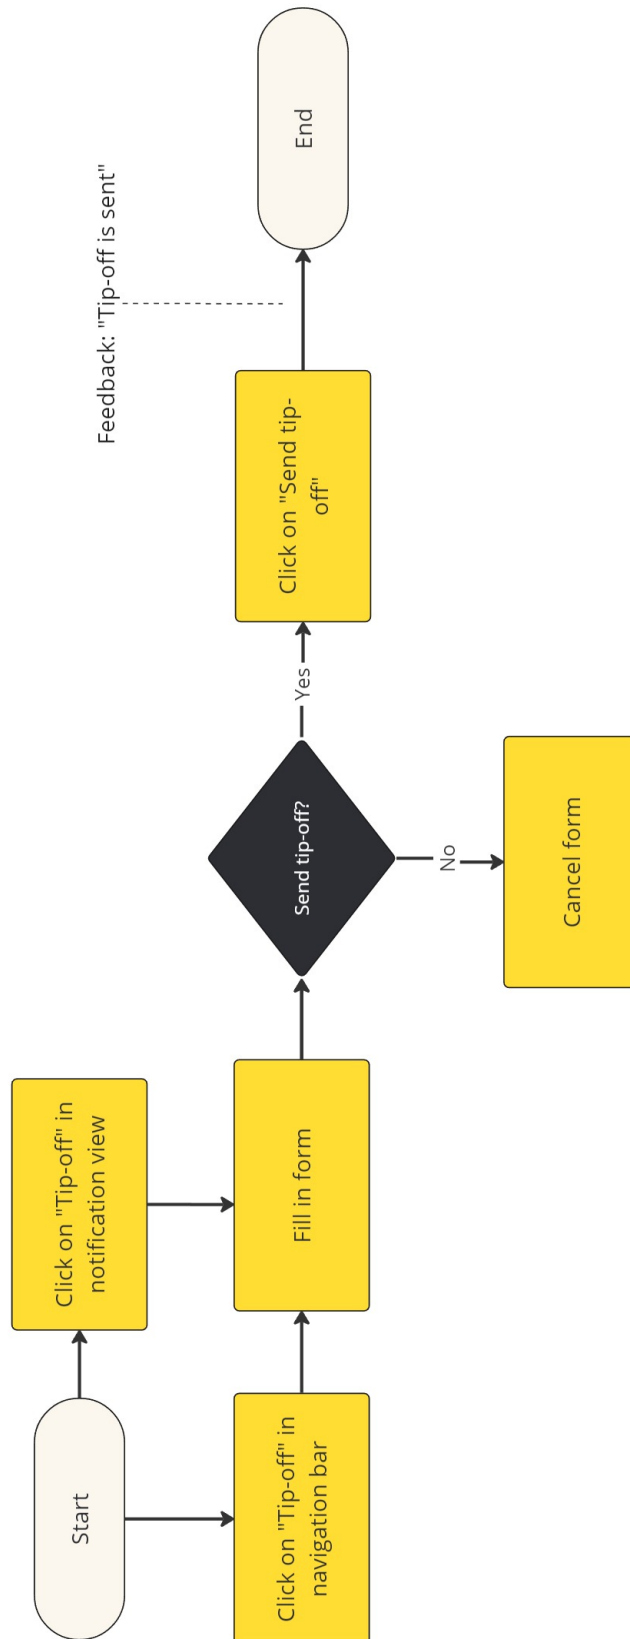 Start
Click on "Tip-off" in
notification view
Click on "Tip-off" in
navigation bar
Fill in form
Send tip-off?
No
Cancel form
Yes
Click on "Send tip-
off"
Feedback: "Tip-off is sent"
End